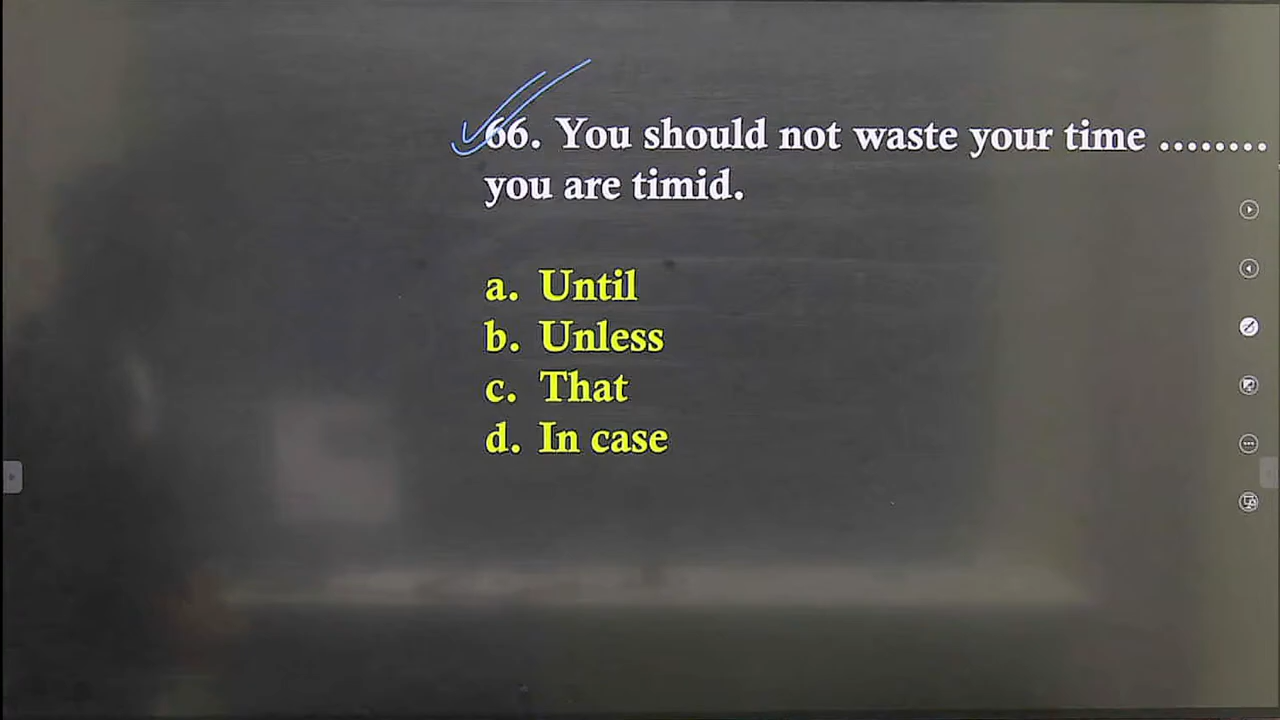 66. You should not waste your time ........
you are timid.
a. Until
b. Unless
c. That
d. In case